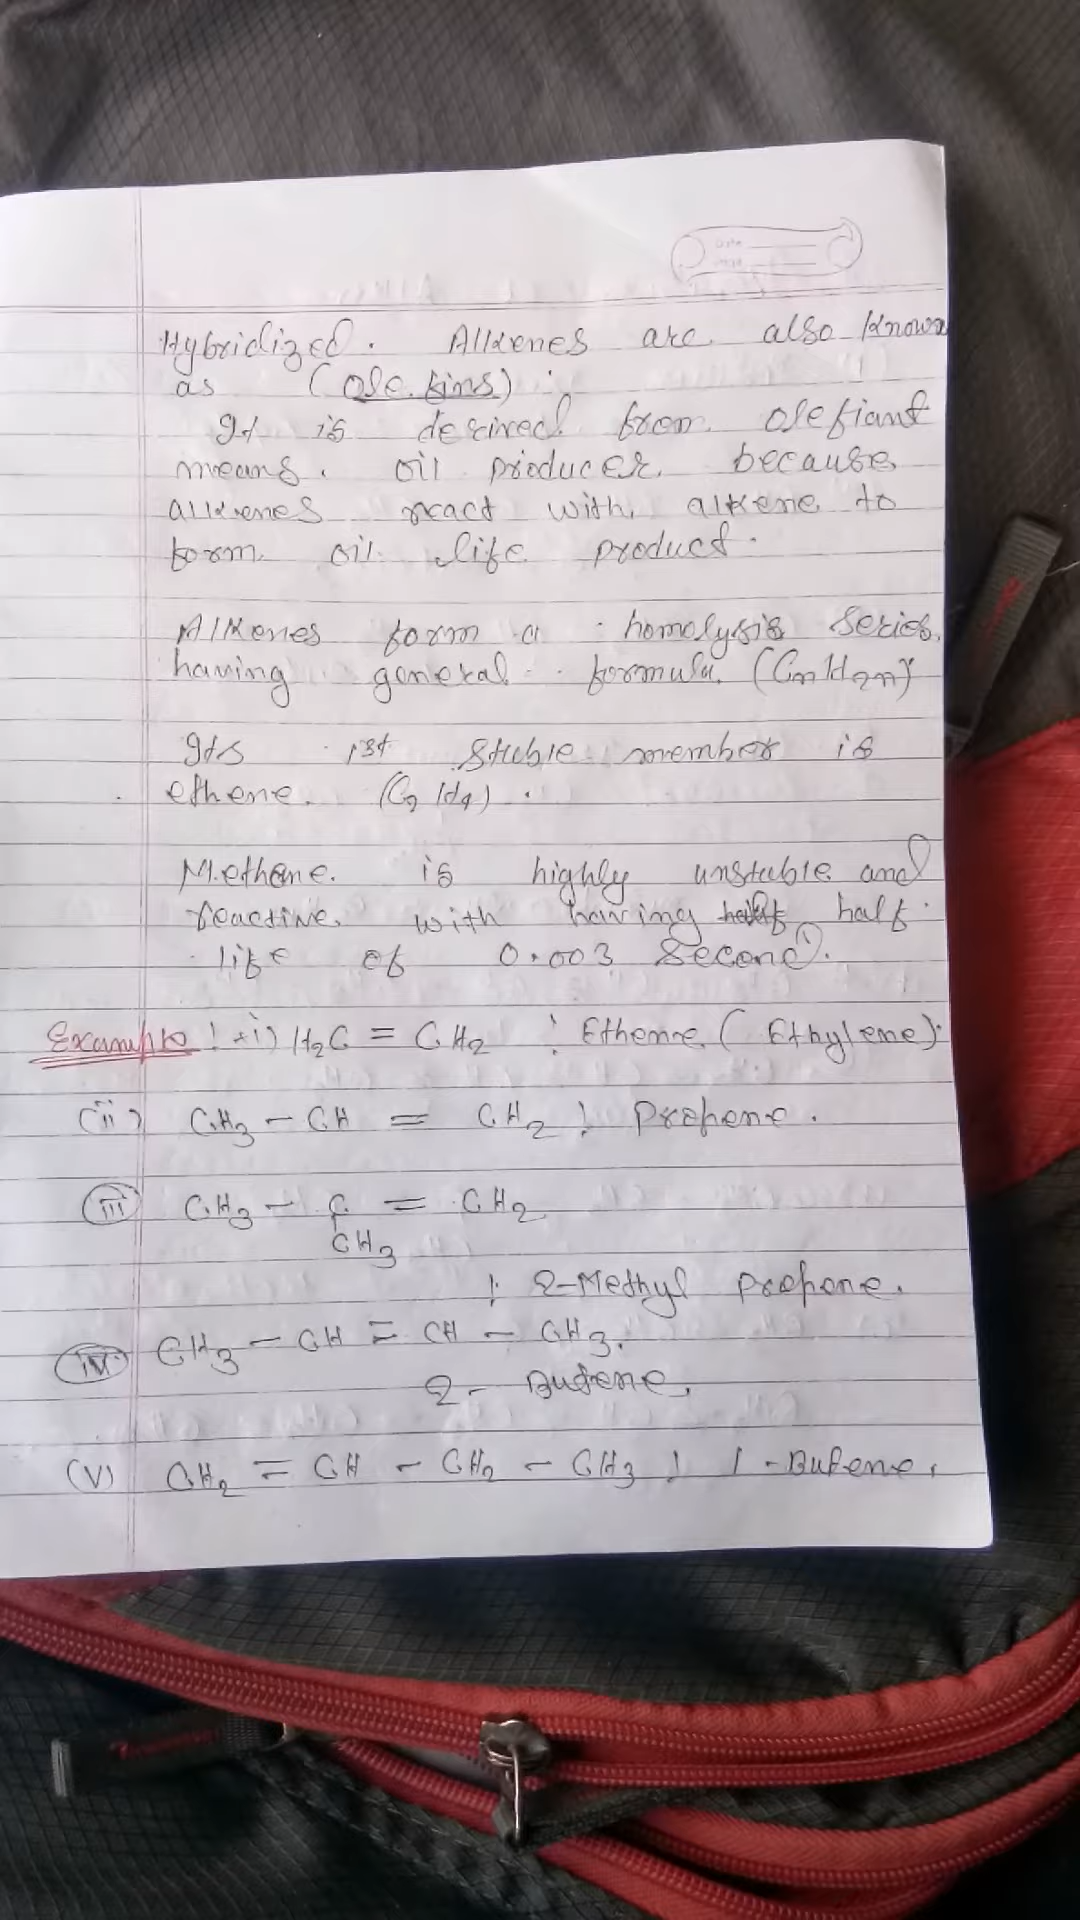 Date
Page
Hybridized. Alkenes are also known
as (Olefins).
It is derived from Olefiant
means oil producer because
alkenes react with alkene to
form oil life product.
Alkenes form a homolysis series
having general formula (CnH2n)
Its 1st stable member is
ethene. (C2H4).
Methene. is highly unstable and
reactive with having half
life of 0.003 Second.
Example : (i) H2C = CH2 : Ethene (Ethylene)
(ii) CH3 - CH = CH2 : Propene.
(iii) CH3 - C = CH2
CH3
: 2-Methyl propene.
(iv) CH3 - CH = CH - CH3.
2- Butene.
(v) CH2 = CH - CH2 - CH3 : 1-Butene.